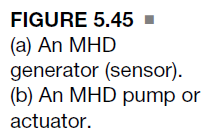 FIGURE 5.45 ■
(a) An MHD
generator (sensor).
(b) An MHD pump or
actuator.